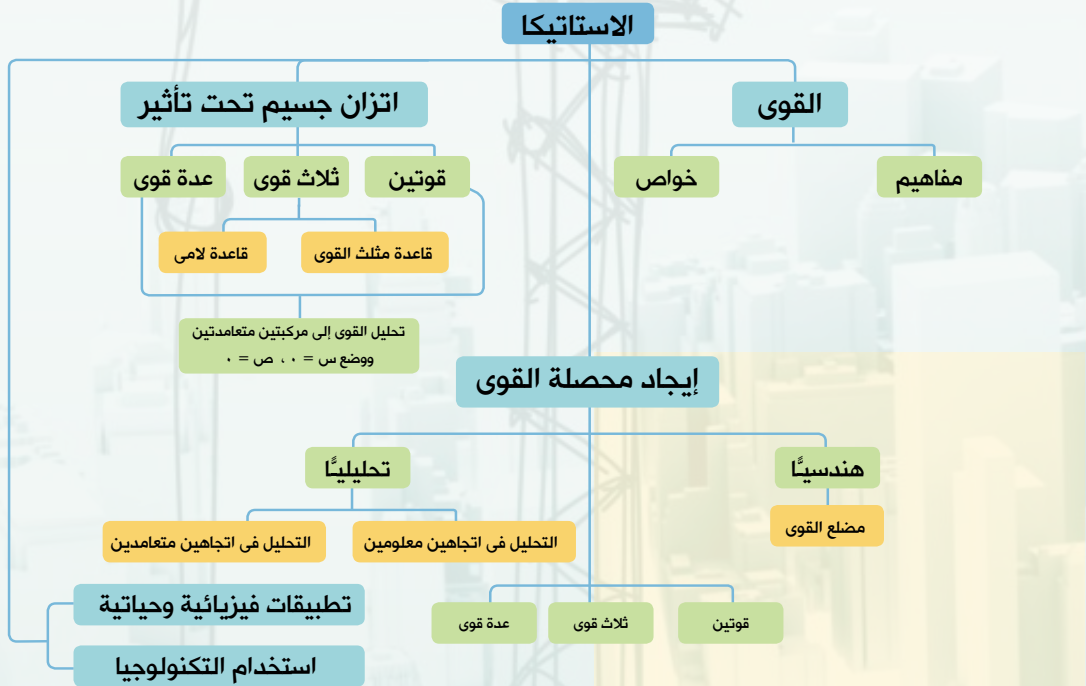 الاستاتيكا
القوى
مفاهيم
خواص
اتزان جسيم تحت تأثير
قوتين
ثلاث قوى
عدة قوى
قاعدة مثلث القوى
قاعدة لامى
تحليل القوى إلى مركبتين متعامدتين
ووضع س = ٠ ، ص = ٠
إيجاد محصلة القوى
هندسيًّا
مضلع القوى
تحليليًّا
التحليل فى اتجاهين معلومين
التحليل فى اتجاهين متعامدين
قوتين
ثلاث قوى
عدة قوى
تطبيقات فيزيائية وحياتية
استخدام التكنولوجيا